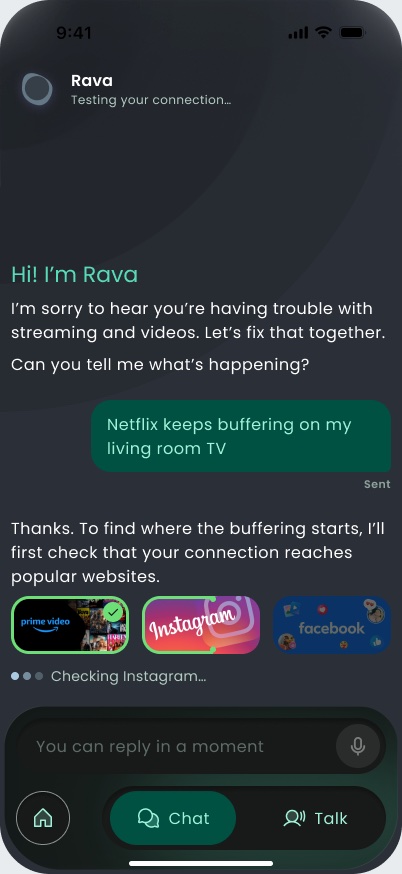 9:41
Rava
Testing your connection...
Hi! I’m Rava
I’m sorry to hear you’re having trouble with
streaming and videos. Let’s fix that together.
Can you tell me what’s happening?
Netflix keeps buffering on my
living room TV
Sent
Thanks. To find where the buffering starts, I’ll
first check that your connection reaches
popular websites.
prime video
Instagram
facebook
Checking Instagram...
You can reply in a moment
Chat
Talk